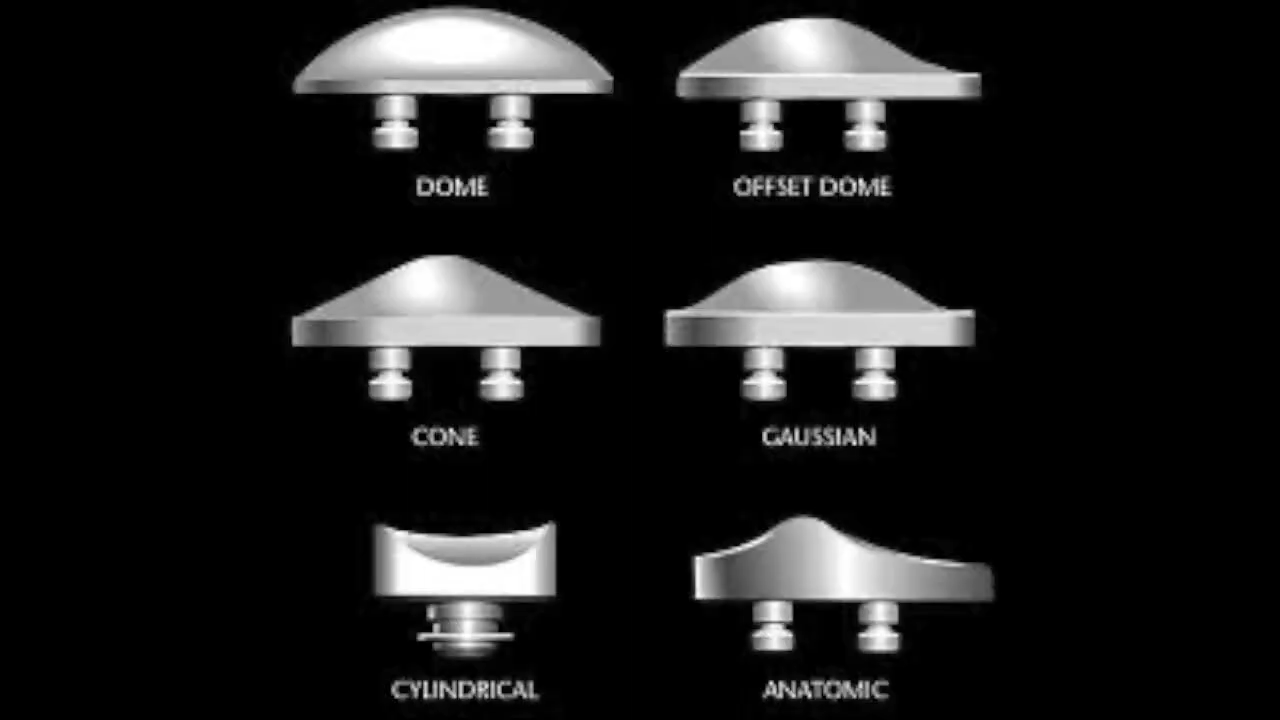 DOME
OFFSET DOME
CONE
GAUSSIAN
CYLINDRICAL
ANATOMIC